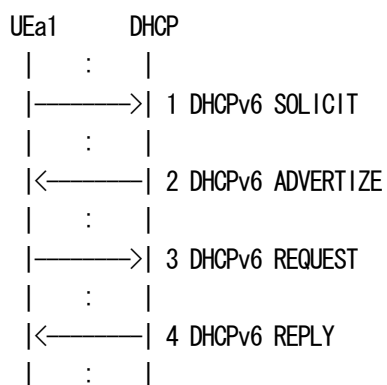 UEa1 DHCP
| : |
|-------->| 1 DHCPv6 SOLICIT
| : |
|<--------| 2 DHCPv6 ADVERTIZE
| : |
|-------->| 3 DHCPv6 REQUEST
| : |
|<--------| 4 DHCPv6 REPLY
| : |